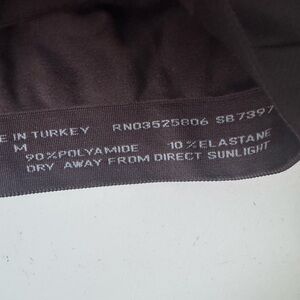 E IN TURKEY RN03525806 SB7397
M
90%POLYAMIDE 10%ELASTANE
DRY AWAY FROM DIRECT SUNLIGHT